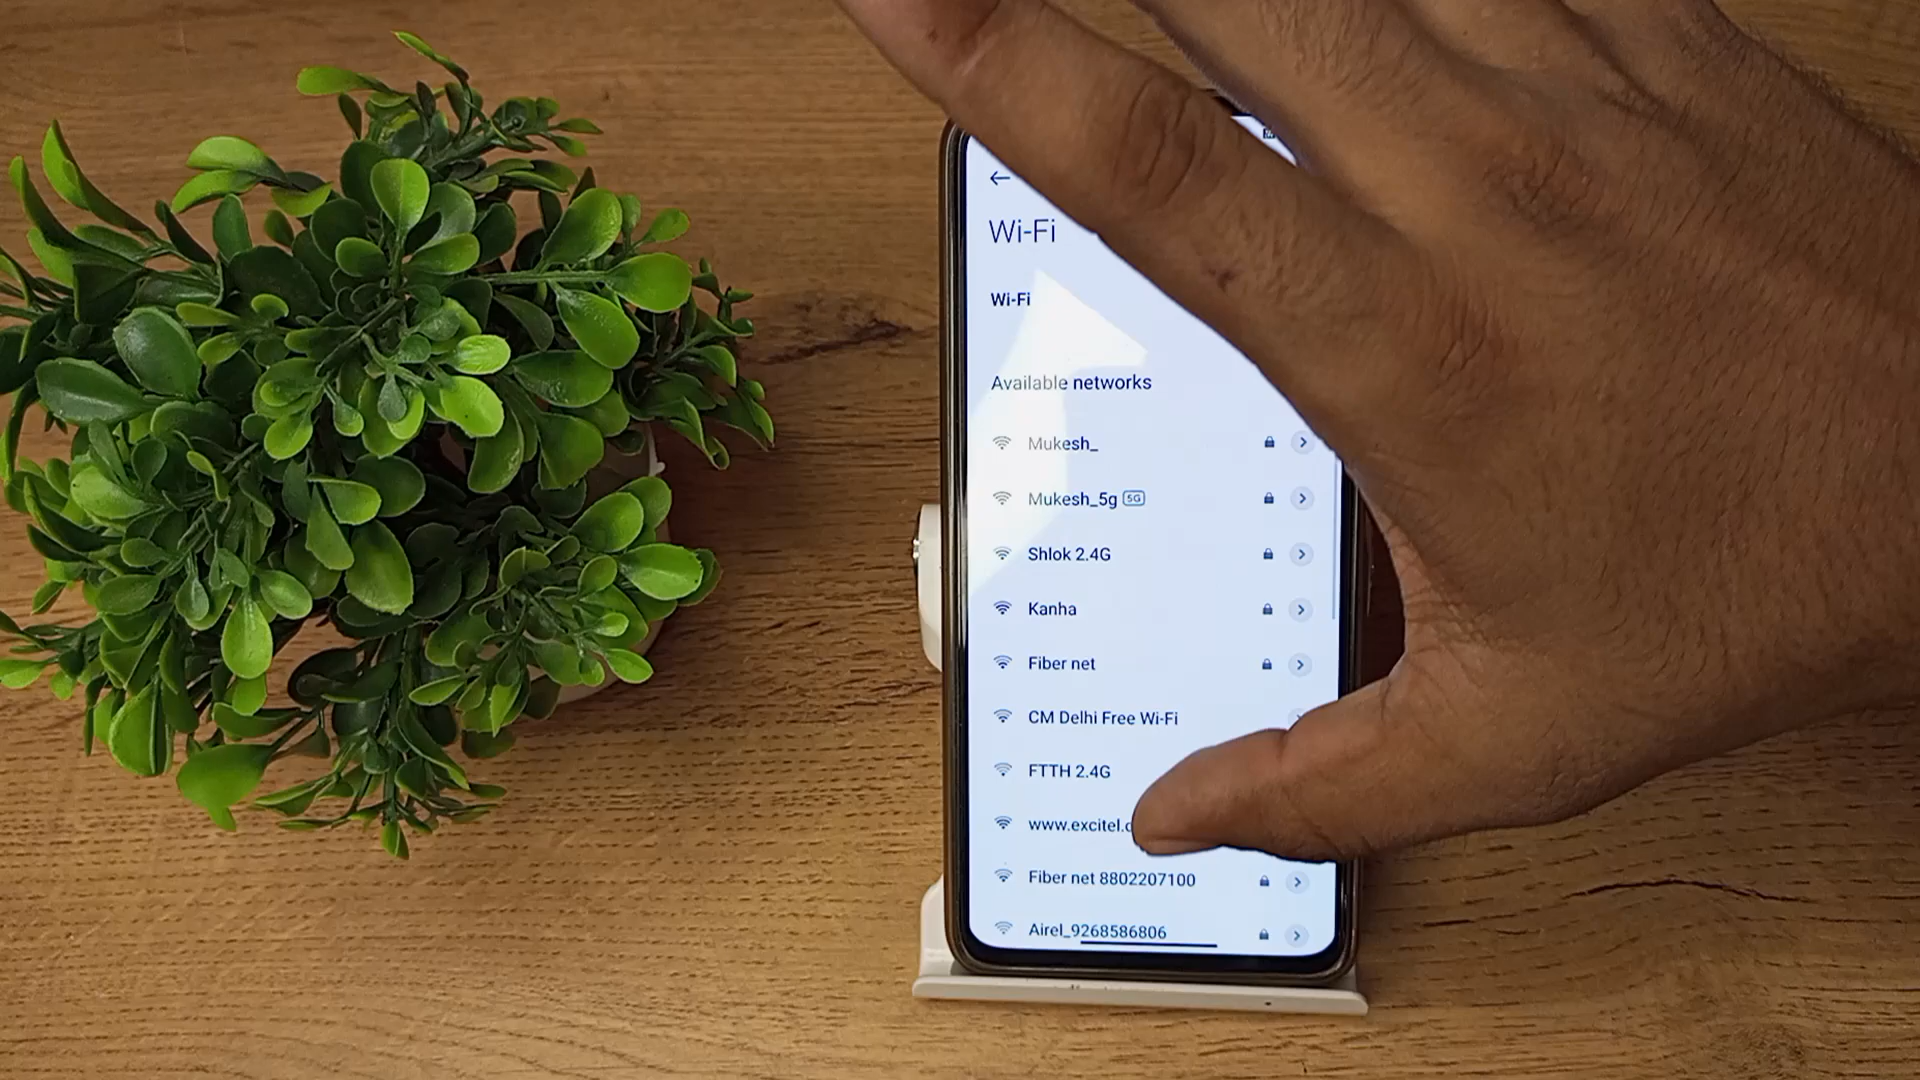 Wi-Fi
Wi-Fi
Available networks
Mukesh_
Mukesh_5g 5G
Shlok 2.4G
Kanha
Fiber net
CM Delhi Free Wi-Fi
FTTH 2.4G
www.excitel.
Fiber net 8802207100
Airel_9268586806